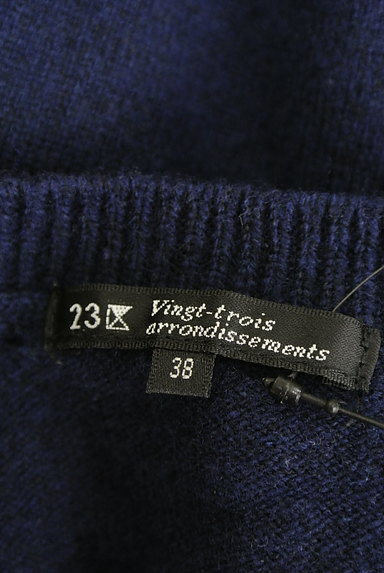 23区 Vingt-trois
arrondissements
38